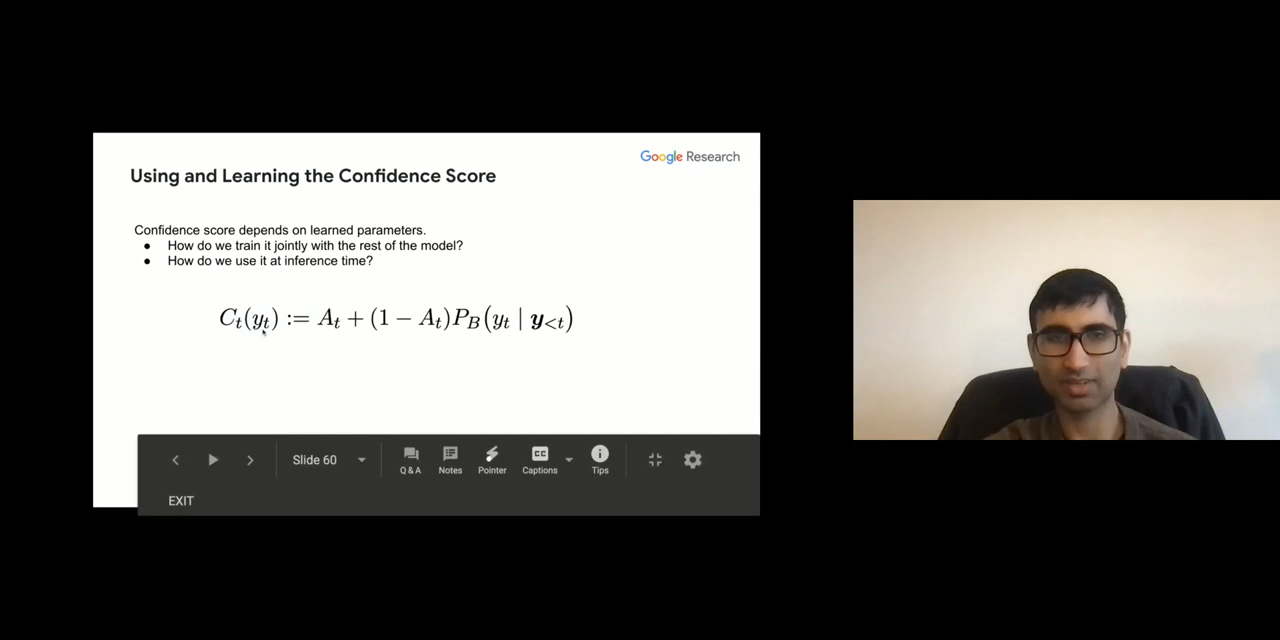 Google Research
Using and Learning the Confidence Score
Confidence score depends on learned parameters.
● How do we train it jointly with the rest of the model?
● How do we use it at inference time?
C_t(y_t) := A_t + (1 − A_t)P_B(y_t | y_{<t})
Slide 60
Q & A Notes Pointer CC Captions Tips
EXIT